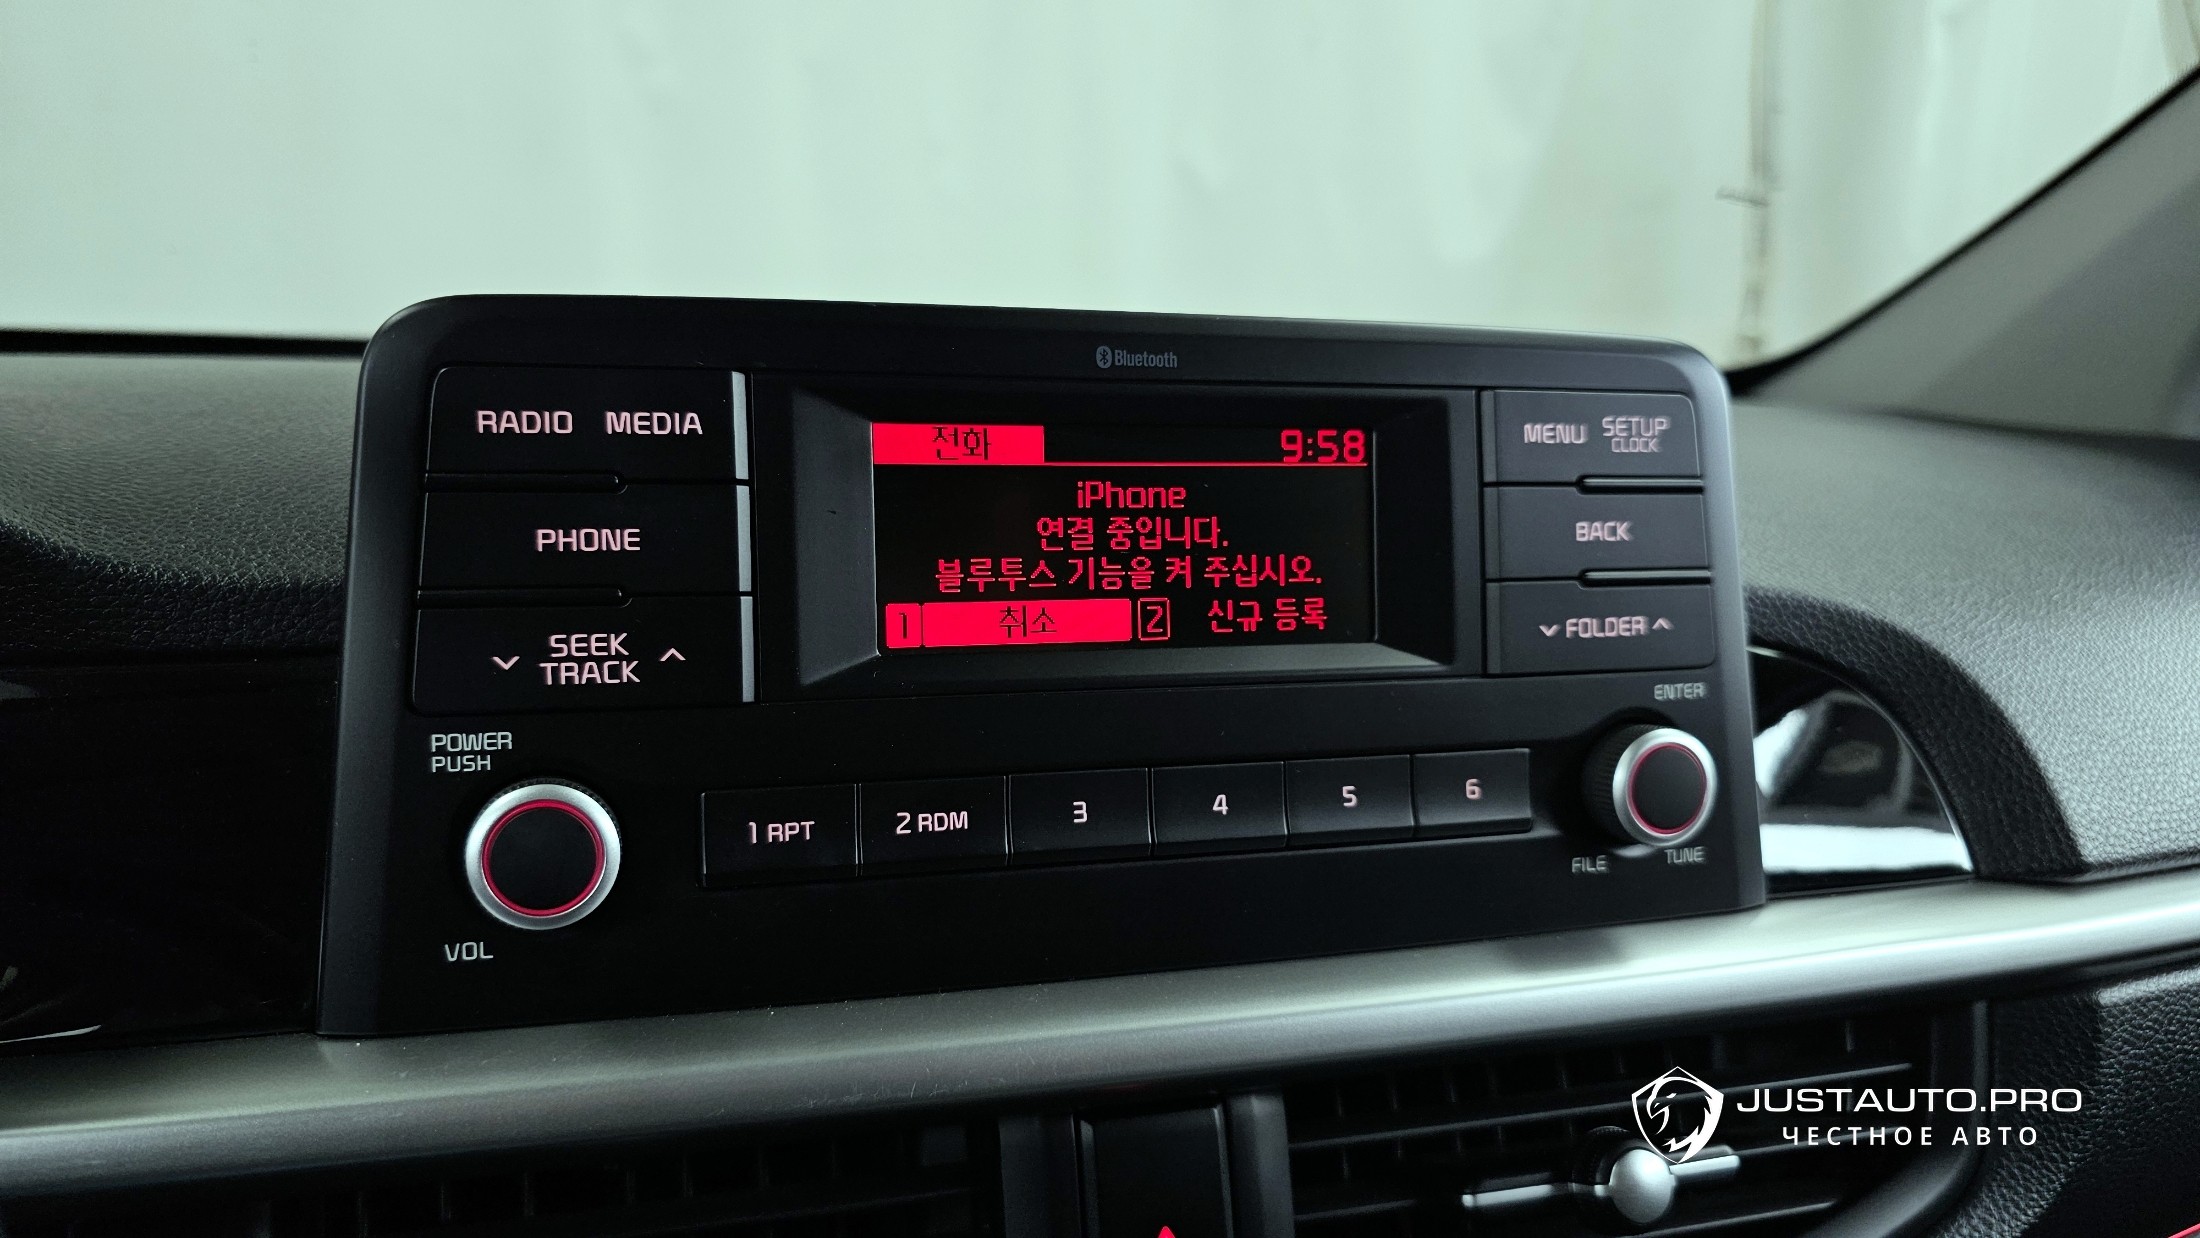 Bluetooth
RADIO MEDIA
PHONE
SEEK
TRACK
POWER
PUSH
VOL
전화 9:58
iPhone
연결 중입니다.
블루투스 기능을 켜 주십시오.
1 취소 2 신규 등록
MENU SETUP
CLOCK
BACK
FOLDER
ENTER
FILE TUNE
1 RPT 2 RDM 3 4 5 6
JUSTAUTO.PRO
ЧЕСТНОЕ АВТО